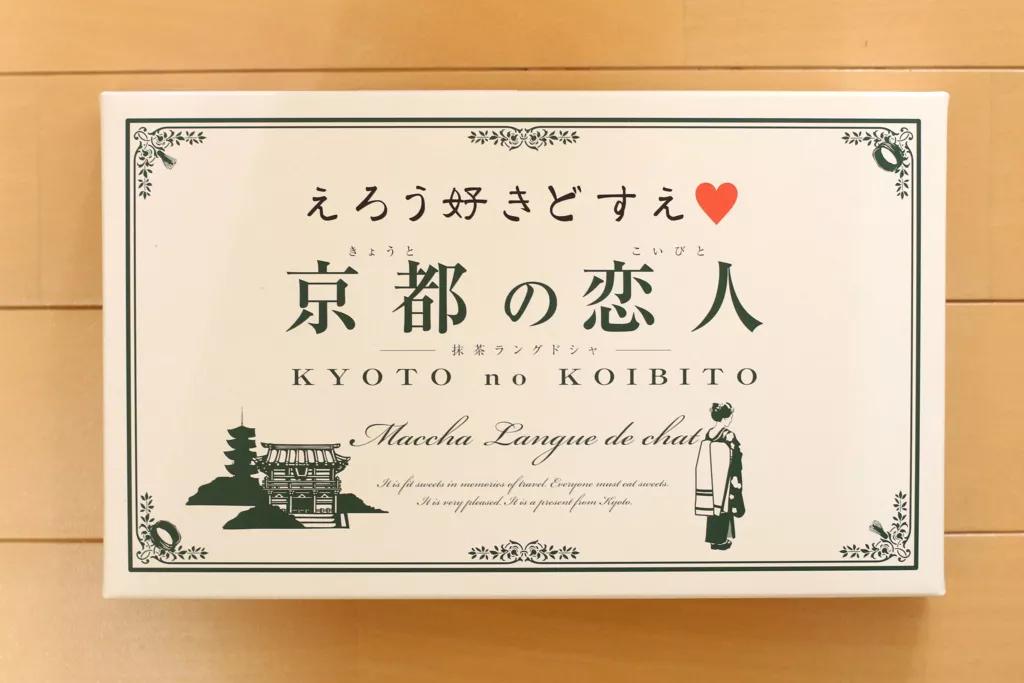 えろう好きどすえ♥
きょうと こいびと
京都の恋人
抹茶ラングドシャ
KYOTO no KOIBITO
Maccha Langue de chat
It is fit sweets in memories of travel. Everyone must eat sweets.
It is very pleased. It is a present from Kyoto.